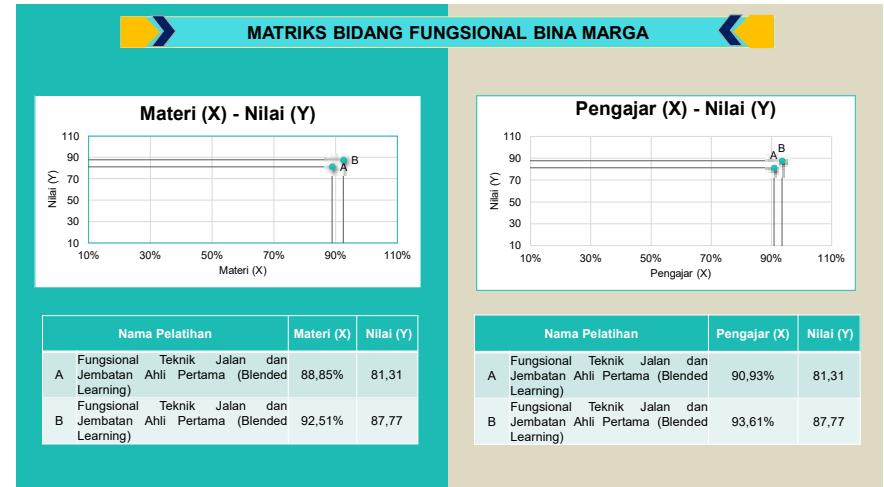 MATRIKS BIDANG FUNGSIONAL BINA MARGA
Materi (X) - Nilai (Y)
110
90
70
50
30
10
Nilai (Y)
A
B
10% 30% 50% 70% 90% 110%
Materi (X)
Nama Pelatihan Materi (X) Nilai (Y)
Fungsional Teknik Jalan dan
A Jembatan Ahli Pertama (Blended 88,85% 81,31
Learning)
Fungsional Teknik Jalan dan
B Jembatan Ahli Pertama (Blended 92,51% 87,77
Learning)
Pengajar (X) - Nilai (Y)
110
90
70
50
30
10
Nilai (Y)
A
B
10% 30% 50% 70% 90% 110%
Pengajar (X)
Nama Pelatihan Pengajar (X) Nilai (Y)
Fungsional Teknik Jalan dan
A Jembatan Ahli Pertama (Blended 90,93% 81,31
Learning)
Fungsional Teknik Jalan dan
B Jembatan Ahli Pertama (Blended 93,61% 87,77
Learning)